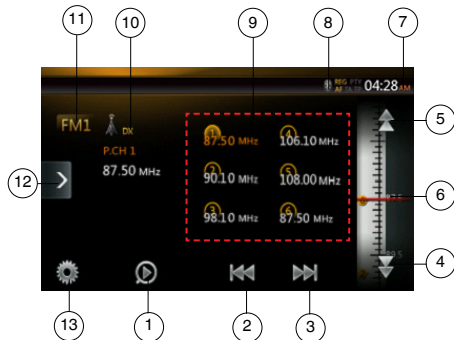 11
10
9
8
7
REG PTY
AF TA TP
04:28 AM
FM1
DX
P.CH 1
87.50 MHz
1
87.50 MHz
4
106.10 MHz
2
90.10 MHz
5
108.00 MHz
3
98.10 MHz
6
87.50 MHz
5
12
6
4
13
1
2
3